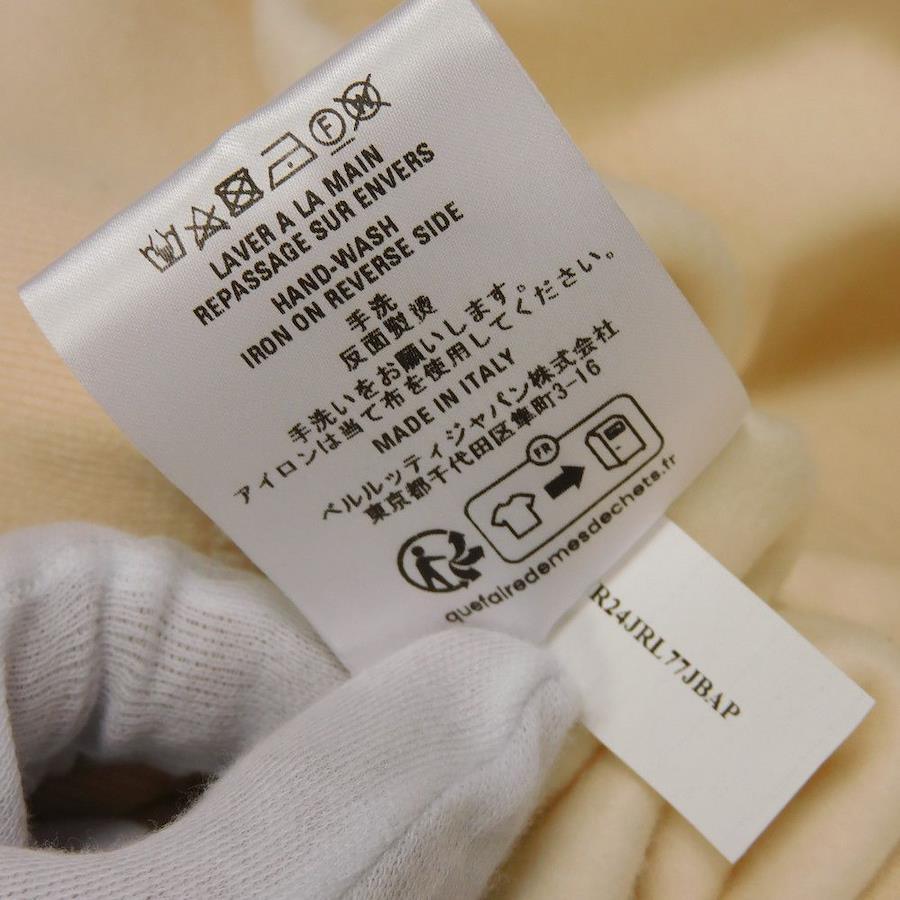 F
W
LAVER A LA MAIN
REPASSAGE SUR ENVERS
HAND-WASH
IRON ON REVERSE SIDE
手洗
反面熨烫
手洗いをお願いします。
アイロンは当て布を使用してください。
MADE IN ITALY
ベルルッティジャパン株式会社
東京都千代田区隼町3-16
FR
quefairedemesdechets.fr
R24JRL77JBAP